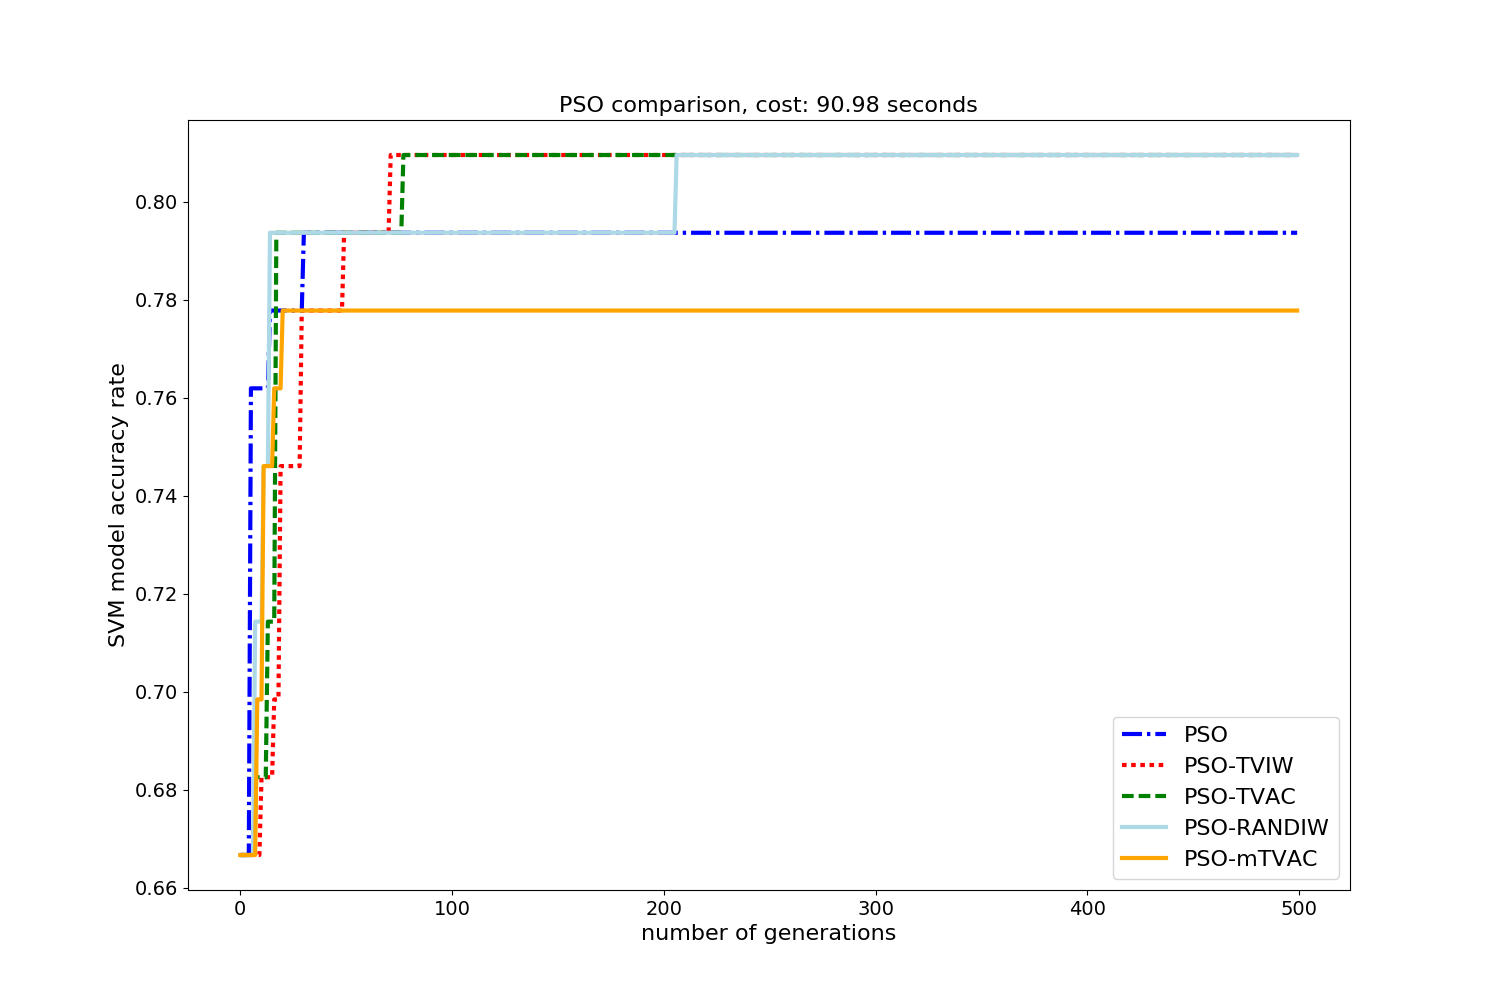 PSO comparison, cost: 90.98 seconds
SVM model accuracy rate
0.80
0.78
0.76
0.74
0.72
0.70
0.68
0.66
0 100 200 300 400 500
number of generations
PSO
PSO-TVIW
PSO-TVAC
PSO-RANDIW
PSO-mTVAC